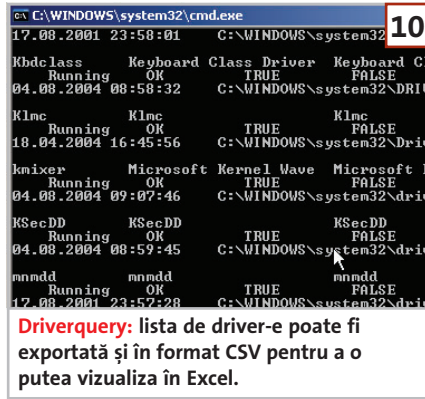 C:\WINDOWS\system32\cmd.exe
10
17.08.2001 23:58:01 C:\WINDOWS\system32
Kbdclass Keyboard Class Driver Keyboard C
Running OK TRUE FALSE
04.08.2004 08:58:32 C:\WINDOWS\system32\DRI
Klmc Klmc Klmc
Running OK TRUE FALSE
18.04.2004 16:45:56 C:\WINDOWS\system32\Dri
kmixer Microsoft Kernel Wave Microsoft
Running OK TRUE FALSE
04.08.2004 09:07:46 C:\WINDOWS\system32\dri
KSecDD KSecDD KSecDD
Running OK TRUE FALSE
04.08.2004 08:59:45 C:\WINDOWS\system32\dri
mnmdd mnmdd mnmdd
Running OK TRUE FALSE
17.08.2001 23:57:28 C:\WINDOWS\system32\dri
Driverquery: lista de driver-e poate fi
exportată și în format CSV pentru a o
putea vizualiza în Excel.